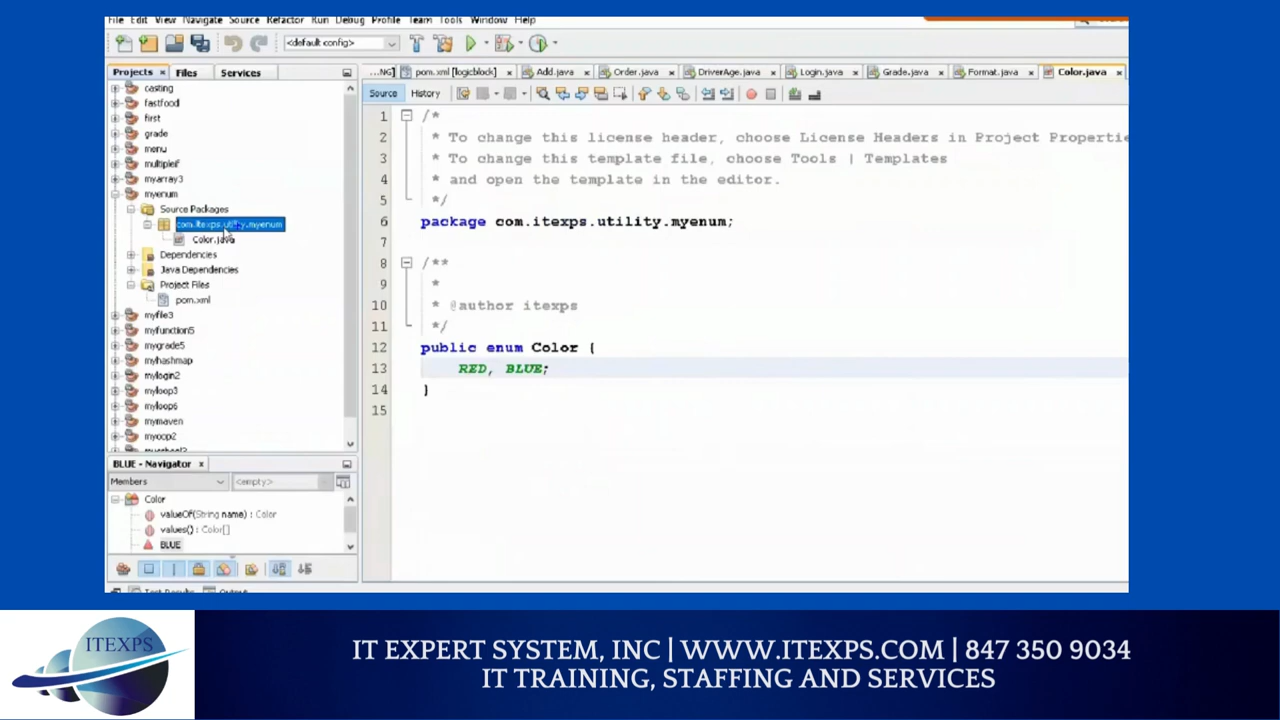 File Edit View Navigate Source Refactor Run Debug Profile Team Tools Window Help
<default config>
Projects Files Services
...NG] pom.xml [logicblock] Add.java Order.java DriverAge.java Login.java Grade.java Format.java Color.java
Source History
casting
fastfood
first
grade
menu
multipleif
myarray3
myenum
Source Packages
com.itexps.utility.myenum
Color.java
Dependencies
Java Dependencies
Project Files
pom.xml
myfile3
myfunction5
mygrade5
myhashmap
mylogin2
myloop3
myloop6
mymaven
myoop2
1 /*
2 * To change this license header, choose License Headers in Project Propertie
3 * To change this template file, choose Tools | Templates
4 * and open the template in the editor.
5 */
6 package com.itexps.utility.myenum;
7
8 /**
9 *
10 * @author itexps
11 */
12 public enum Color {
13 RED, BLUE;
14 }
15
BLUE - Navigator
Members <empty>
Color
valueOf(String name) : Color
values() : Color[]
BLUE
Test Results Output
ITEXPS
IT EXPERT SYSTEM, INC | WWW.ITEXPS.COM | 847 350 9034
IT TRAINING, STAFFING AND SERVICES